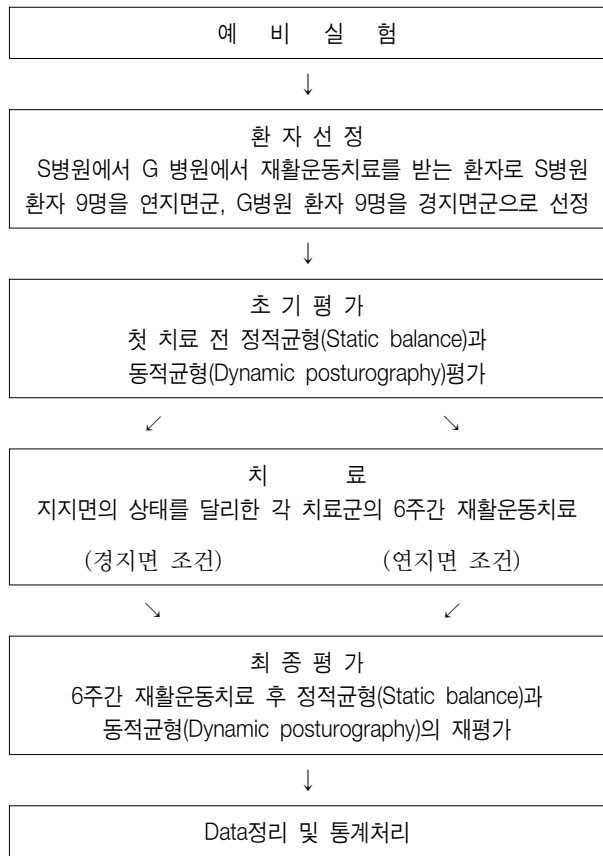 예 비 실 험
↓
환 자 선 정
S병원에서 G 병원에서 재활운동치료를 받는 환자로 S병원
환자 9명을 연지면군, G병원 환자 9명을 경지면군으로 선정
↓
초 기 평 가
첫 치료 전 정적균형(Static balance)과
동적균형(Dynamic posturography)평가
↙ ↘
치 료
지지면의 상태를 달리한 각 치료군의 6주간 재활운동치료
(경지면 조건) (연지면 조건)
↘ ↙
최 종 평 가
6주간 재활운동치료 후 정적균형(Static balance)과
동적균형(Dynamic posturography)의 재평가
↓
Data정리 및 통계처리